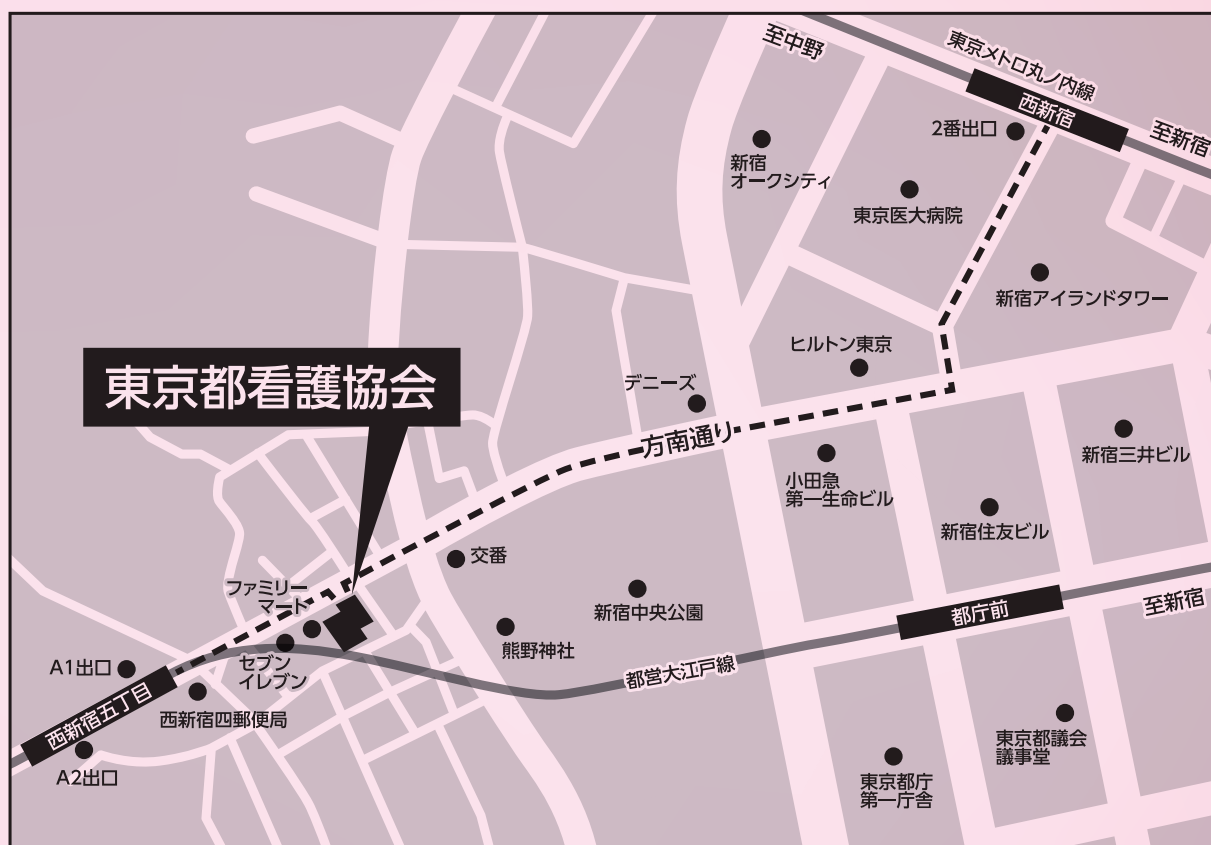 至中野
東京メトロ丸ノ内線
西新宿
至新宿
2番出口
新宿
オークシティ
東京医大病院
新宿アイランドタワー
ヒルトン東京
デニーズ
東京都看護協会
方南通り
小田急
第一生命ビル
新宿三井ビル
新宿住友ビル
交番
ファミリー
マート
新宿中央公園
熊野神社
都庁前
至新宿
セブン
イレブン
都営大江戸線
A1出口
西新宿五丁目
西新宿四郵便局
A2出口
東京都議会
議事堂
東京都庁
第一庁舎